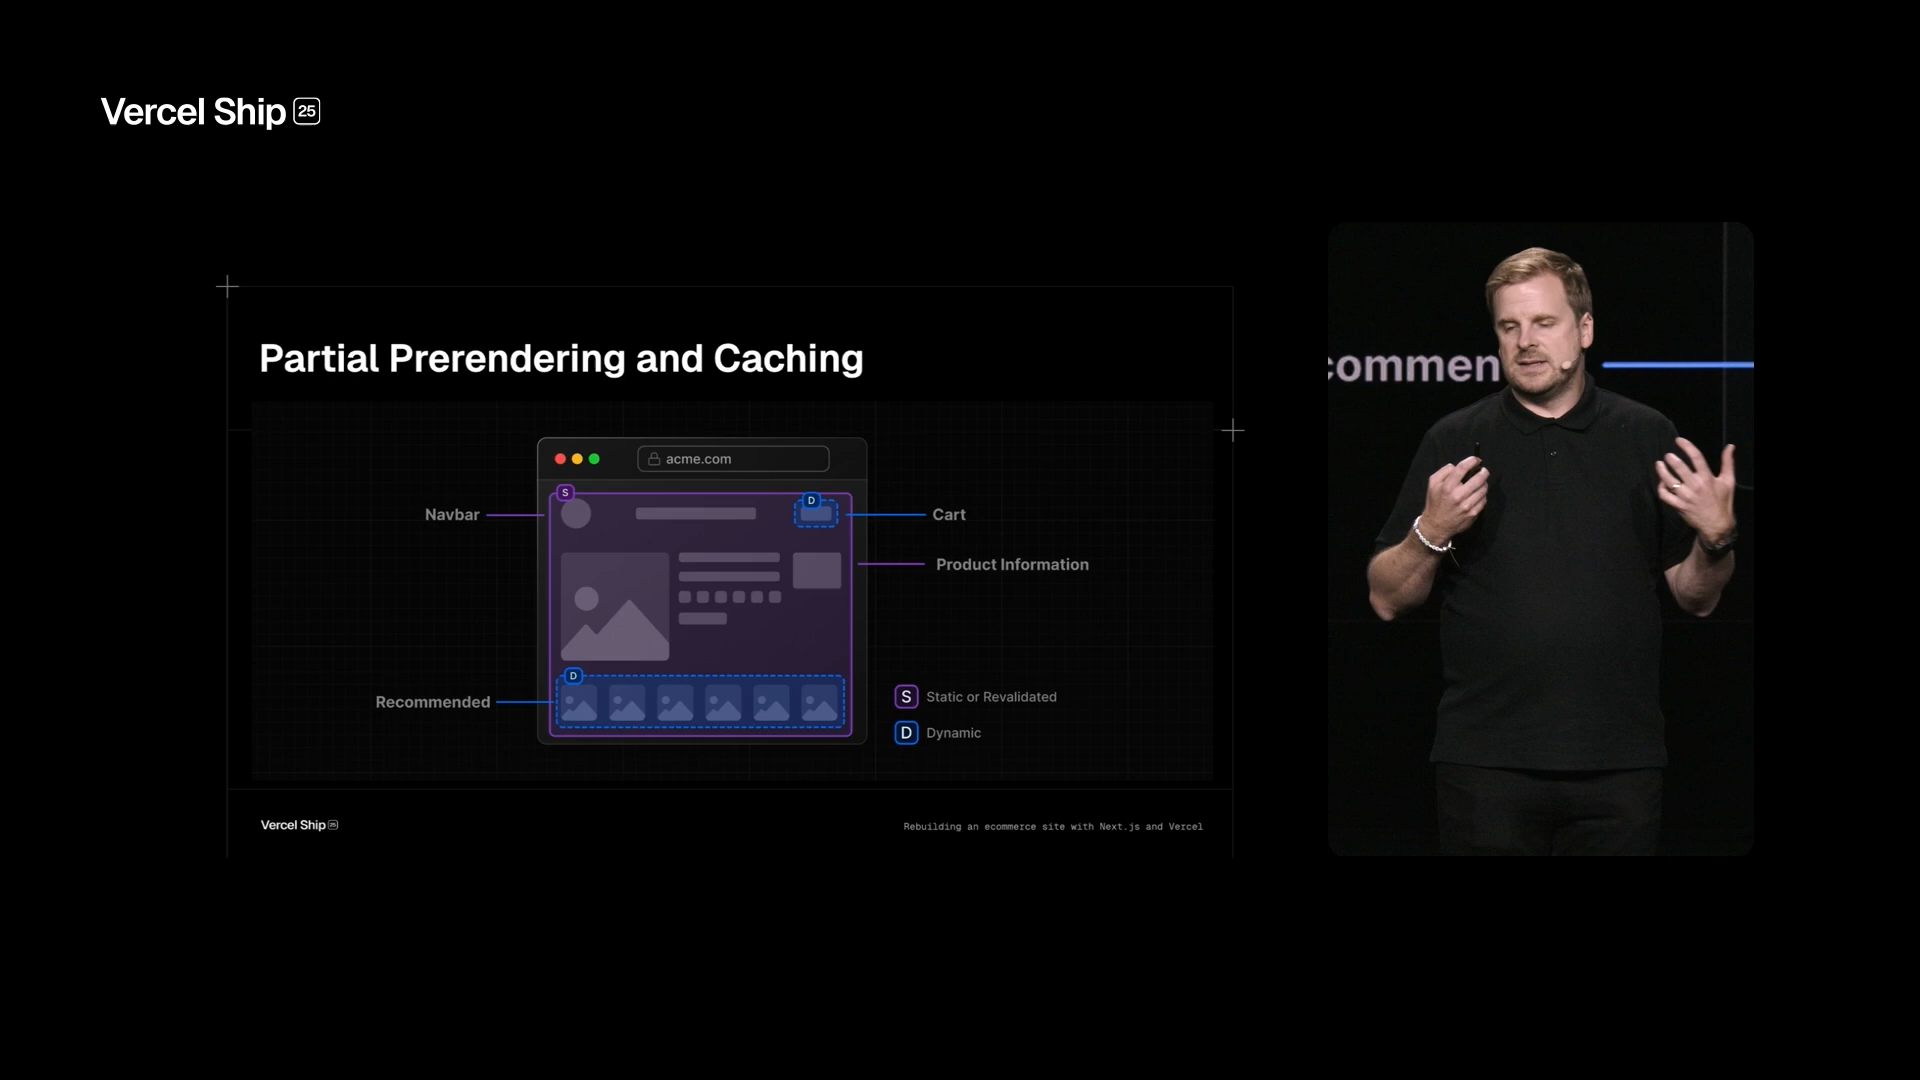 Vercel Ship 25
Partial Prerendering and Caching
acme.com
S
D
Navbar
Cart
Product Information
D
Recommended
S Static or Revalidated
D Dynamic
Vercel Ship 25
Rebuilding an ecommerce site with Next.js and Vercel
commen